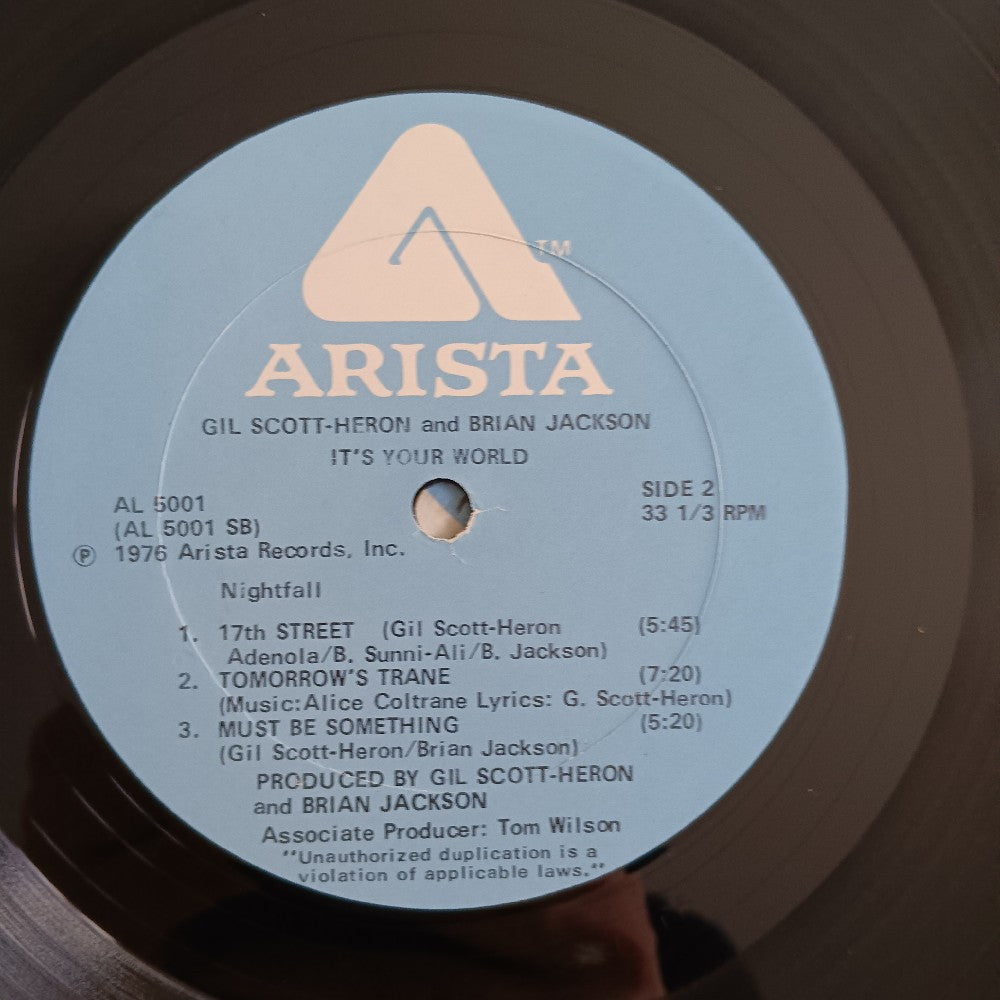 TM
ARISTA
GIL SCOTT-HERON and BRIAN JACKSON
IT'S YOUR WORLD
AL 5001
(AL 5001 SB)
℗ 1976 Arista Records, Inc.
SIDE 2
33 1/3 RPM
Nightfall
1. 17th STREET (Gil Scott-Heron (5:45)
Adenola/B. Sunni-Ali/B. Jackson)
2. TOMORROW'S TRANE (7:20)
(Music:Alice Coltrane Lyrics: G. Scott-Heron)
3. MUST BE SOMETHING (5:20)
(Gil Scott-Heron/Brian Jackson)
PRODUCED BY GIL SCOTT-HERON
and BRIAN JACKSON
Associate Producer: Tom Wilson
"Unauthorized duplication is a
violation of applicable laws."